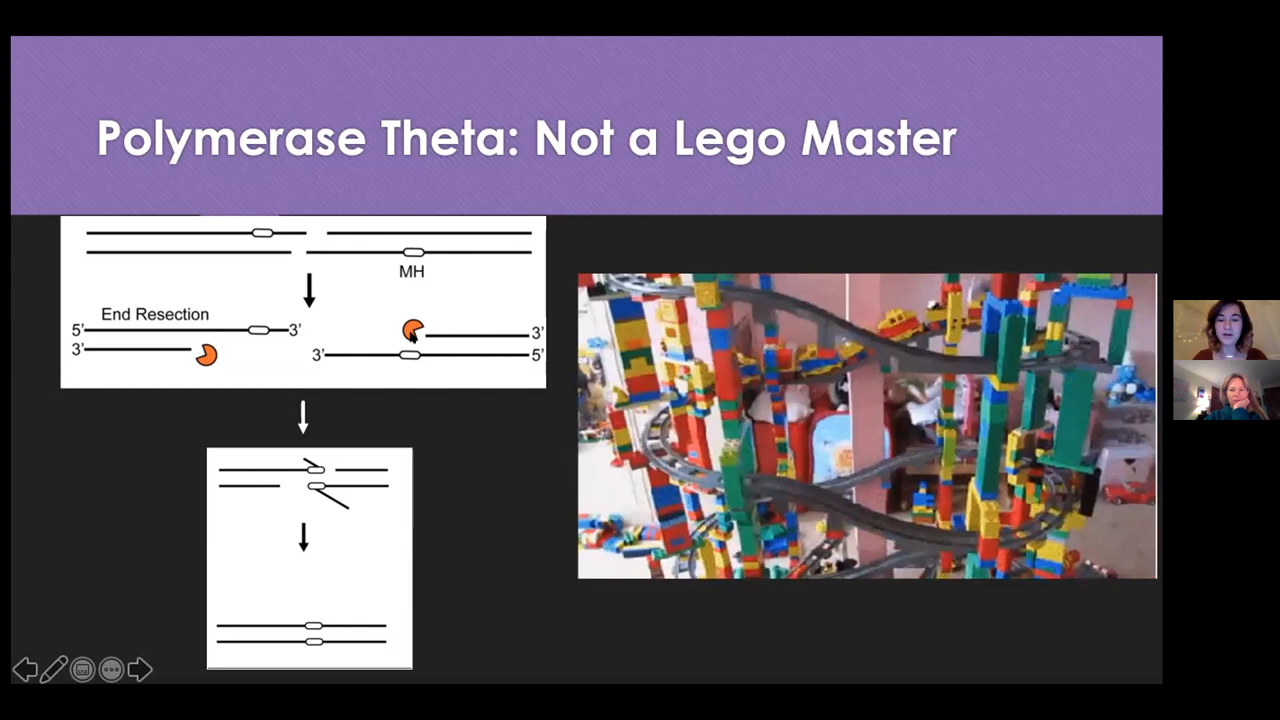 Polymerase Theta: Not a Lego Master
MH
End Resection
5’ 3’ 3’
3’ 3’ 5’